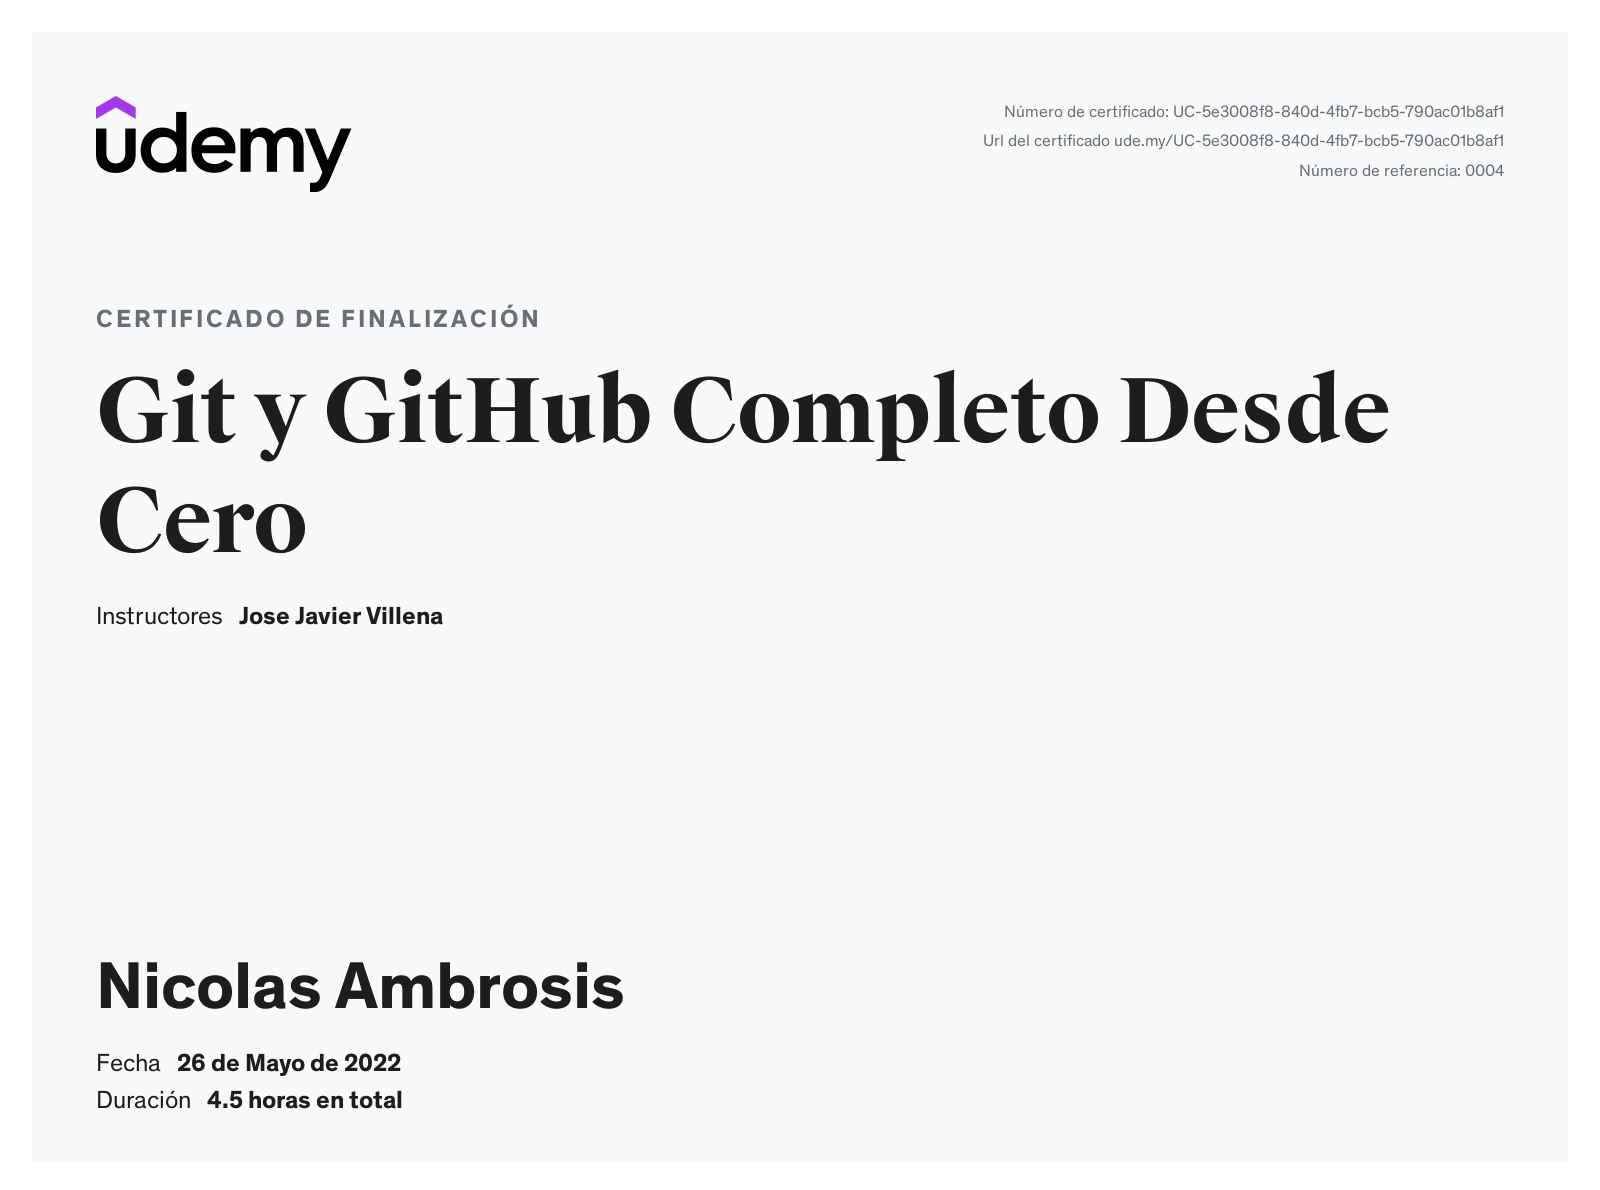 udemy
Número de certificado: UC-5e3008f8-840d-4fb7-bcb5-790ac01b8af1
Url del certificado ude.my/UC-5e3008f8-840d-4fb7-bcb5-790ac01b8af1
Número de referencia: 0004
CERTIFICADO DE FINALIZACIÓN
Git y GitHub Completo Desde
Cero
Instructores Jose Javier Villena
Nicolas Ambrosis
Fecha 26 de Mayo de 2022
Duración 4.5 horas en total